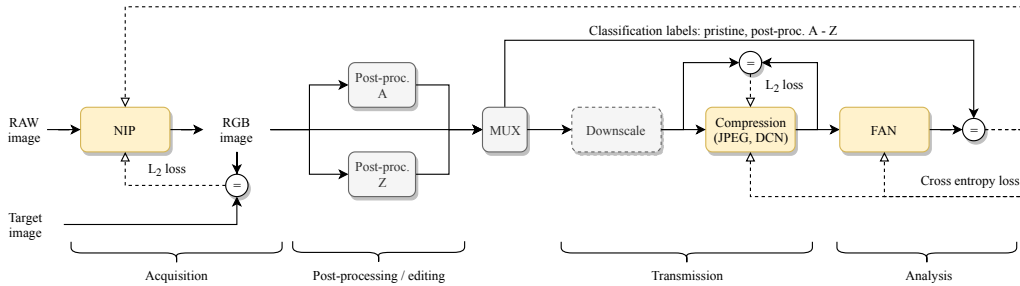 Classification labels: pristine, post-proc. A - Z
Post-proc.
A
=
L2 loss
RAW
image
NIP
RGB
image
MUX
Downscale
Compression
(JPEG, DCN)
FAN
=
L2 loss
=
Post-proc.
Z
Cross entropy loss
Target
image
Acquisition
Post-processing / editing
Transmission
Analysis